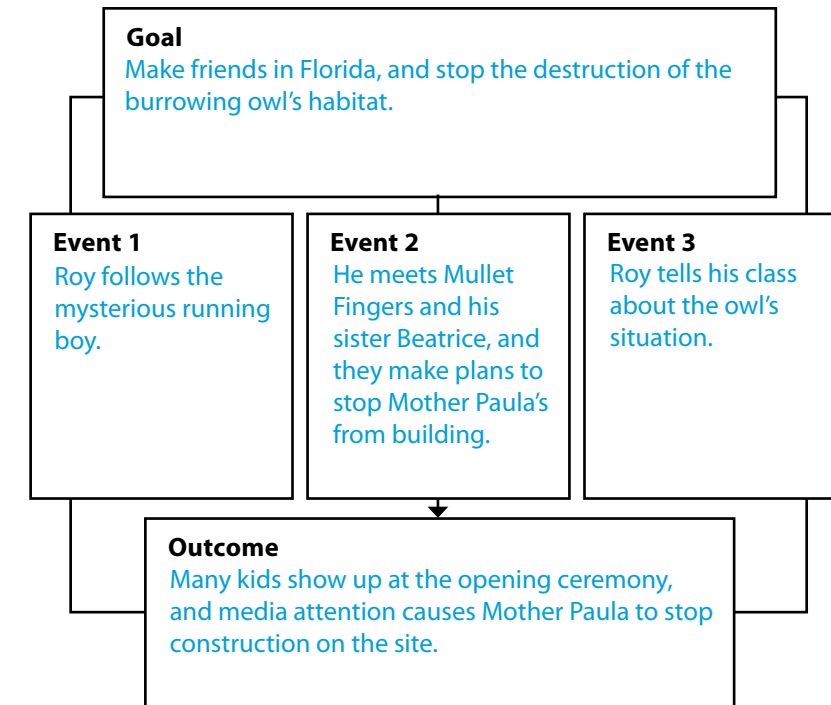 Goal
Make friends in Florida, and stop the destruction of the
burrowing owl's habitat.
Event 1
Roy follows the
mysterious running
boy.
Event 2
He meets Mullet
Fingers and his
sister Beatrice, and
they make plans to
stop Mother Paula's
from building.
Event 3
Roy tells his class
about the owl's
situation.
Outcome
Many kids show up at the opening ceremony,
and media attention causes Mother Paula to stop
construction on the site.